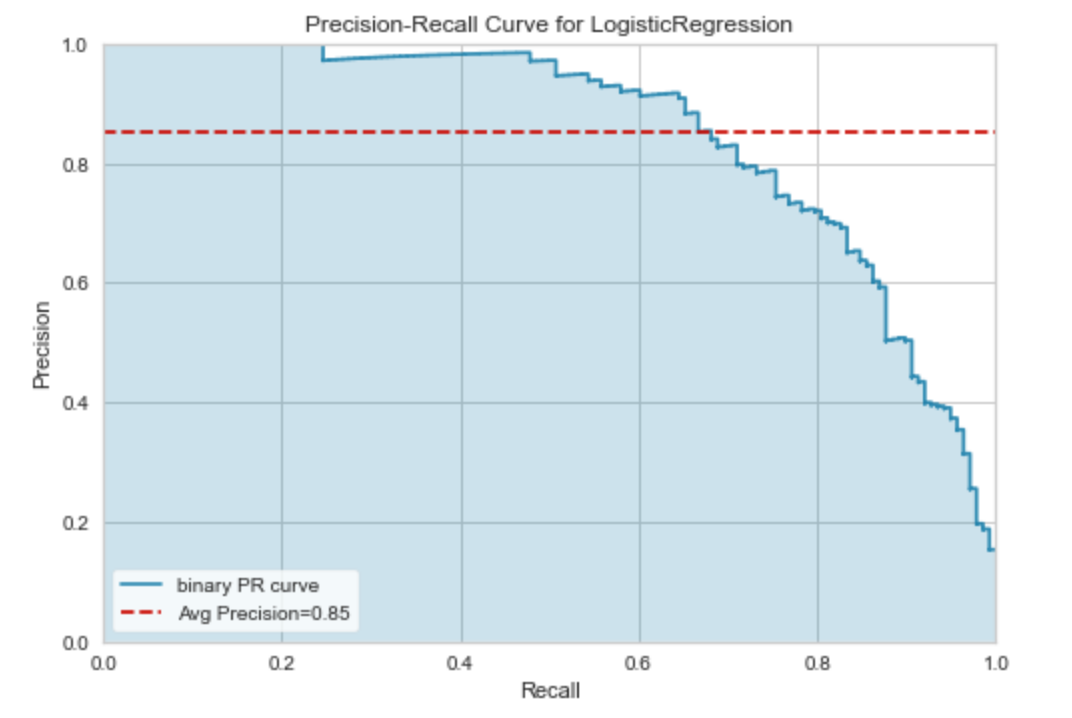 Precision-Recall Curve for LogisticRegression
1.0
0.8
0.6
0.4
0.2
0.0
Precision
binary PR curve
Avg Precision=0.85
0.0 0.2 0.4 0.6 0.8 1.0
Recall